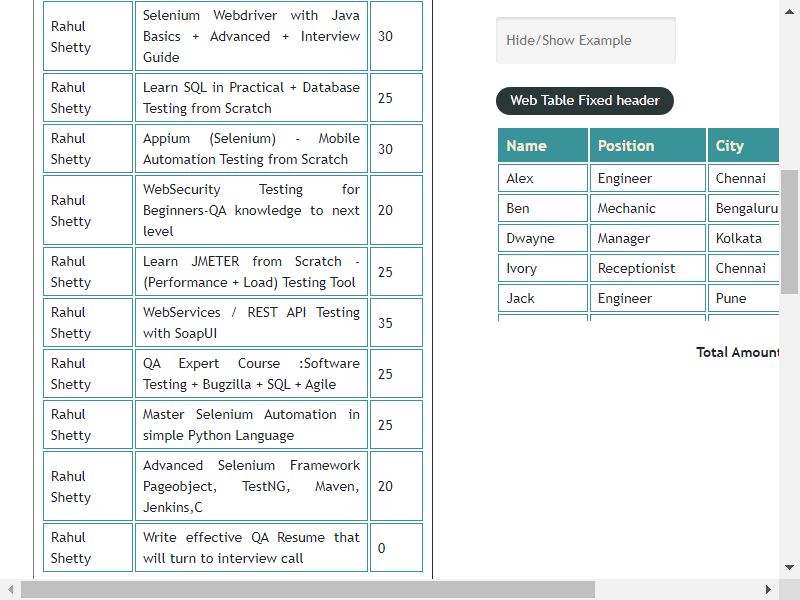 Rahul
Shetty
Selenium Webdriver with Java
Basics + Advanced + Interview
Guide
30
Rahul
Shetty
Learn SQL in Practical + Database
Testing from Scratch
25
Rahul
Shetty
Appium (Selenium) - Mobile
Automation Testing from Scratch
30
Rahul
Shetty
WebSecurity Testing for
Beginners-QA knowledge to next
level
20
Rahul
Shetty
Learn JMETER from Scratch -
(Performance + Load) Testing Tool
25
Rahul
Shetty
WebServices / REST API Testing
with SoapUI
35
Rahul
Shetty
QA Expert Course :Software
Testing + Bugzilla + SQL + Agile
25
Rahul
Shetty
Master Selenium Automation in
simple Python Language
25
Rahul
Shetty
Advanced Selenium Framework
Pageobject, TestNG, Maven,
Jenkins,C
20
Rahul
Shetty
Write effective QA Resume that
will turn to interview call
0
Hide/Show Example
Web Table Fixed header
Name Position City
Alex Engineer Chennai
Ben Mechanic Bengaluru
Dwayne Manager Kolkata
Ivory Receptionist Chennai
Jack Engineer Pune
Total Amount